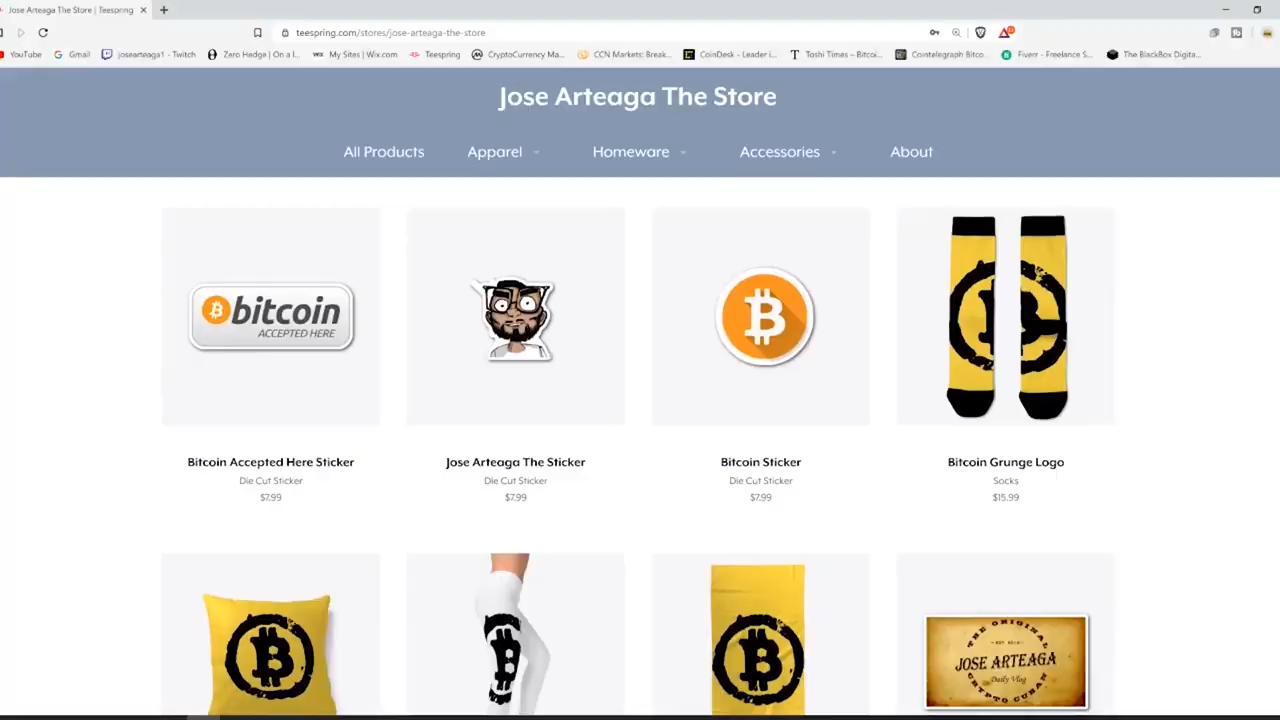 Jose Arteaga The Store | Teespring
teespring.com/stores/jose-arteaga-the-store
YouTube Gmail josearteaga1 - Twitch Zero Hedge | On a l... WiX My Sites | Wix.com Teespring CryptoCurrency Ma... CCN Markets: Break... CoinDesk - Leader i... T Toshi Times – Bitcoi... Cointelegraph Bitco... Fiverr - Freelance S... The BlackBox Digita...
Jose Arteaga The Store
All Products Apparel Homeware Accessories About
bitcoin
ACCEPTED HERE
Bitcoin Accepted Here Sticker
Die Cut Sticker
$7.99
Jose Arteaga The Sticker
Die Cut Sticker
$7.99
Bitcoin Sticker
Die Cut Sticker
$7.99
Bitcoin Grunge Logo
Socks
$15.99
THE ORIGINAL
JOSE ARTEAGA
Daily Vlog
CRYPTO CUBAN